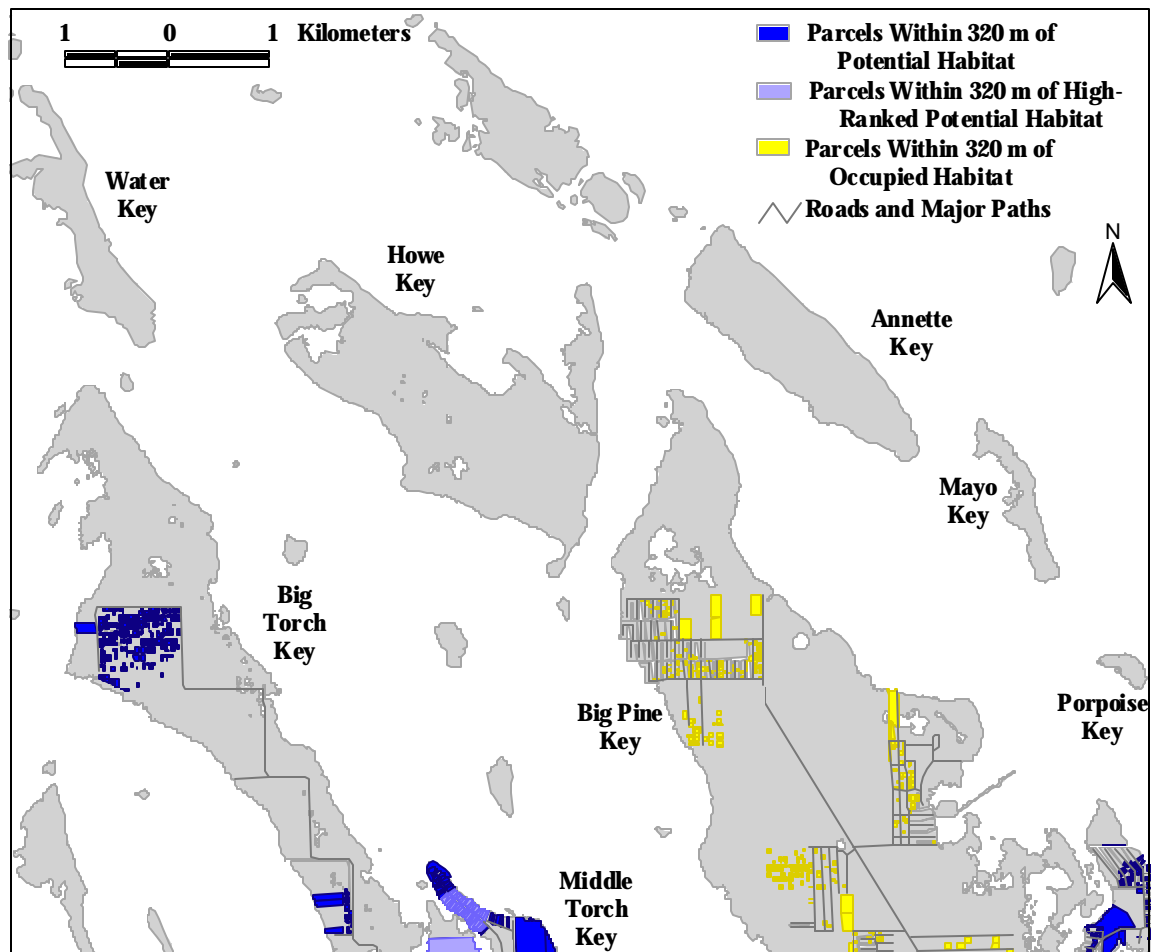 1 0 1 Kilometers
Parcels Within 320 m of
Potential Habitat
Parcels Within 320 m of High-
Ranked Potential Habitat
Parcels Within 320 m of
Occupied Habitat
Roads and Major Paths
N
Water
Key
Howe
Key
Annette
Key
Mayo
Key
Big
Torch
Key
Big Pine
Key
Porpoise
Key
Middle
Torch
Key